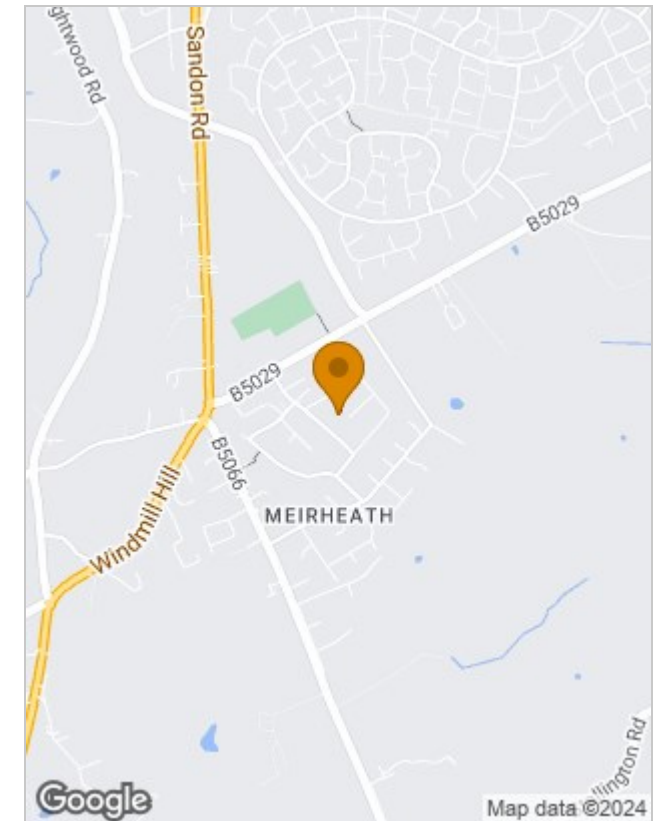 Sandon Rd
B5029
B5029
B5066
Windmill Hill
MEIRHEATH
Google
Map data ©2024